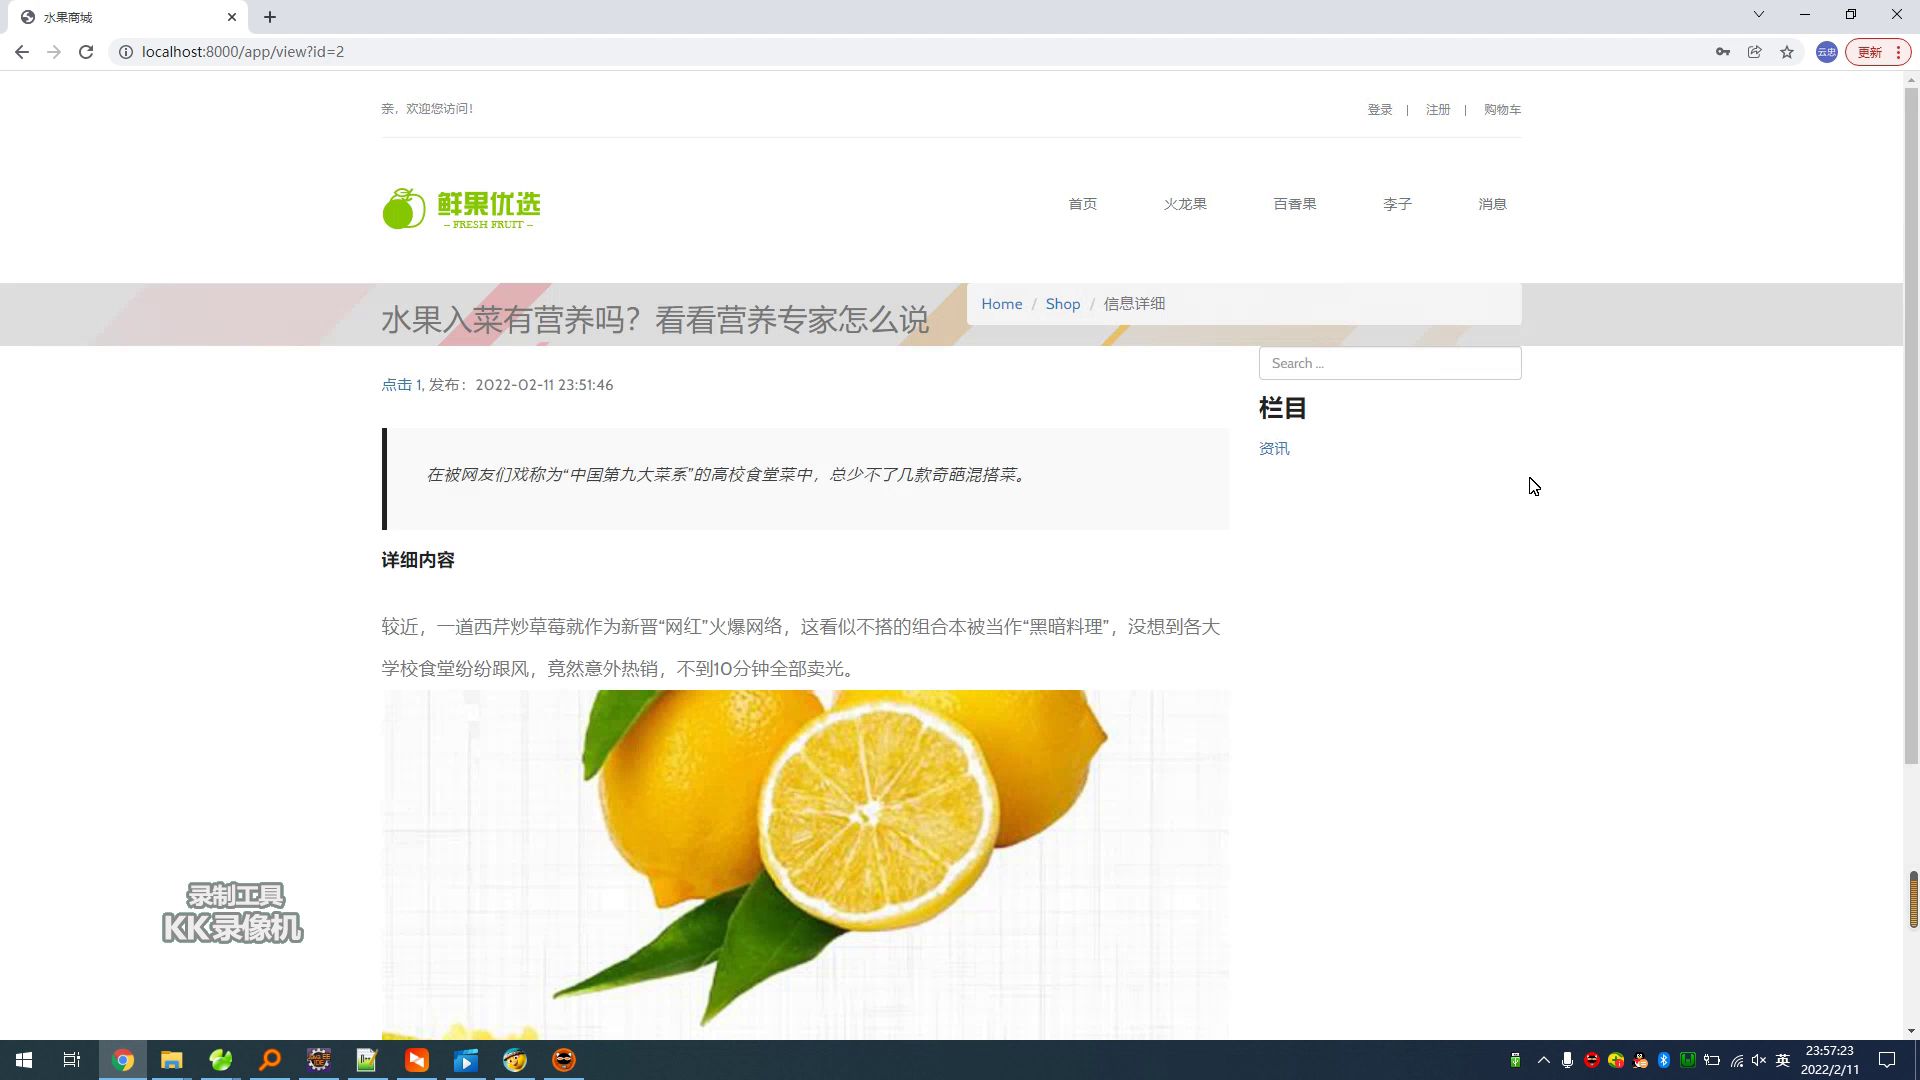 水果商城
localhost:8000/app/view?id=2
云忠
更新
亲，欢迎您访问！
登录 | 注册 | 购物车
鲜果优选
– FRESH FRUIT –
首页 火龙果 百香果 李子 消息
水果入菜有营养吗？看看营养专家怎么说
Home / Shop / 信息详细
Search ...
点击 1, 发布：2022-02-11 23:51:46
栏目
资讯
在被网友们戏称为“中国第九大菜系”的高校食堂菜中，总少不了几款奇葩混搭菜。
详细内容
较近，一道西芹炒草莓就作为新晋“网红”火爆网络，这看似不搭的组合本被当作“黑暗料理”，没想到各大
学校食堂纷纷跟风，竟然意外热销，不到10分钟全部卖光。
录制工具
KK录像机
英
23:57:23
2022/2/11